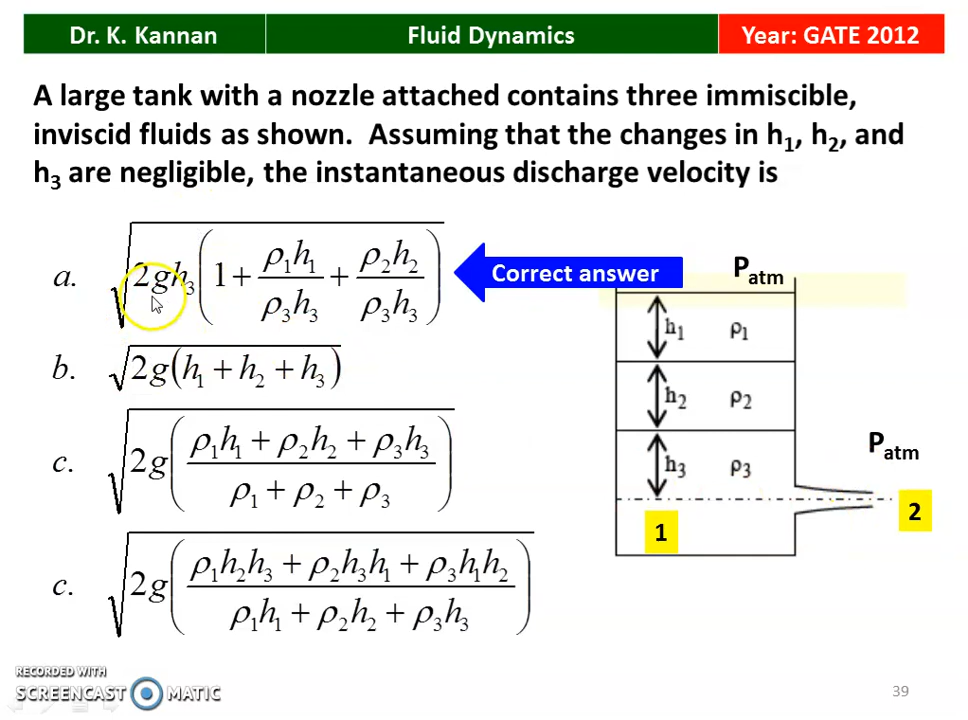 Dr. K. Kannan
Fluid Dynamics
Year: GATE 2012
A large tank with a nozzle attached contains three immiscible,
inviscid fluids as shown. Assuming that the changes in h₁, h₂, and
h₃ are negligible, the instantaneous discharge velocity is
a. √(2gh₃(1 + ρ₁h₁/ρ₃h₃ + ρ₂h₂/ρ₃h₃))
Correct answer
b. √(2g(h₁ + h₂ + h₃))
c. √(2g((ρ₁h₁ + ρ₂h₂ + ρ₃h₃)/(ρ₁ + ρ₂ + ρ₃)))
c. √(2g((ρ₁h₂h₃ + ρ₂h₃h₁ + ρ₃h₁h₂)/(ρ₁h₁ + ρ₂h₂ + ρ₃h₃)))
Patm
h₁ ρ₁
h₂ ρ₂
h₃ ρ₃
Patm
1
2
RECORDED WITH
SCREENCAST MATIC
39